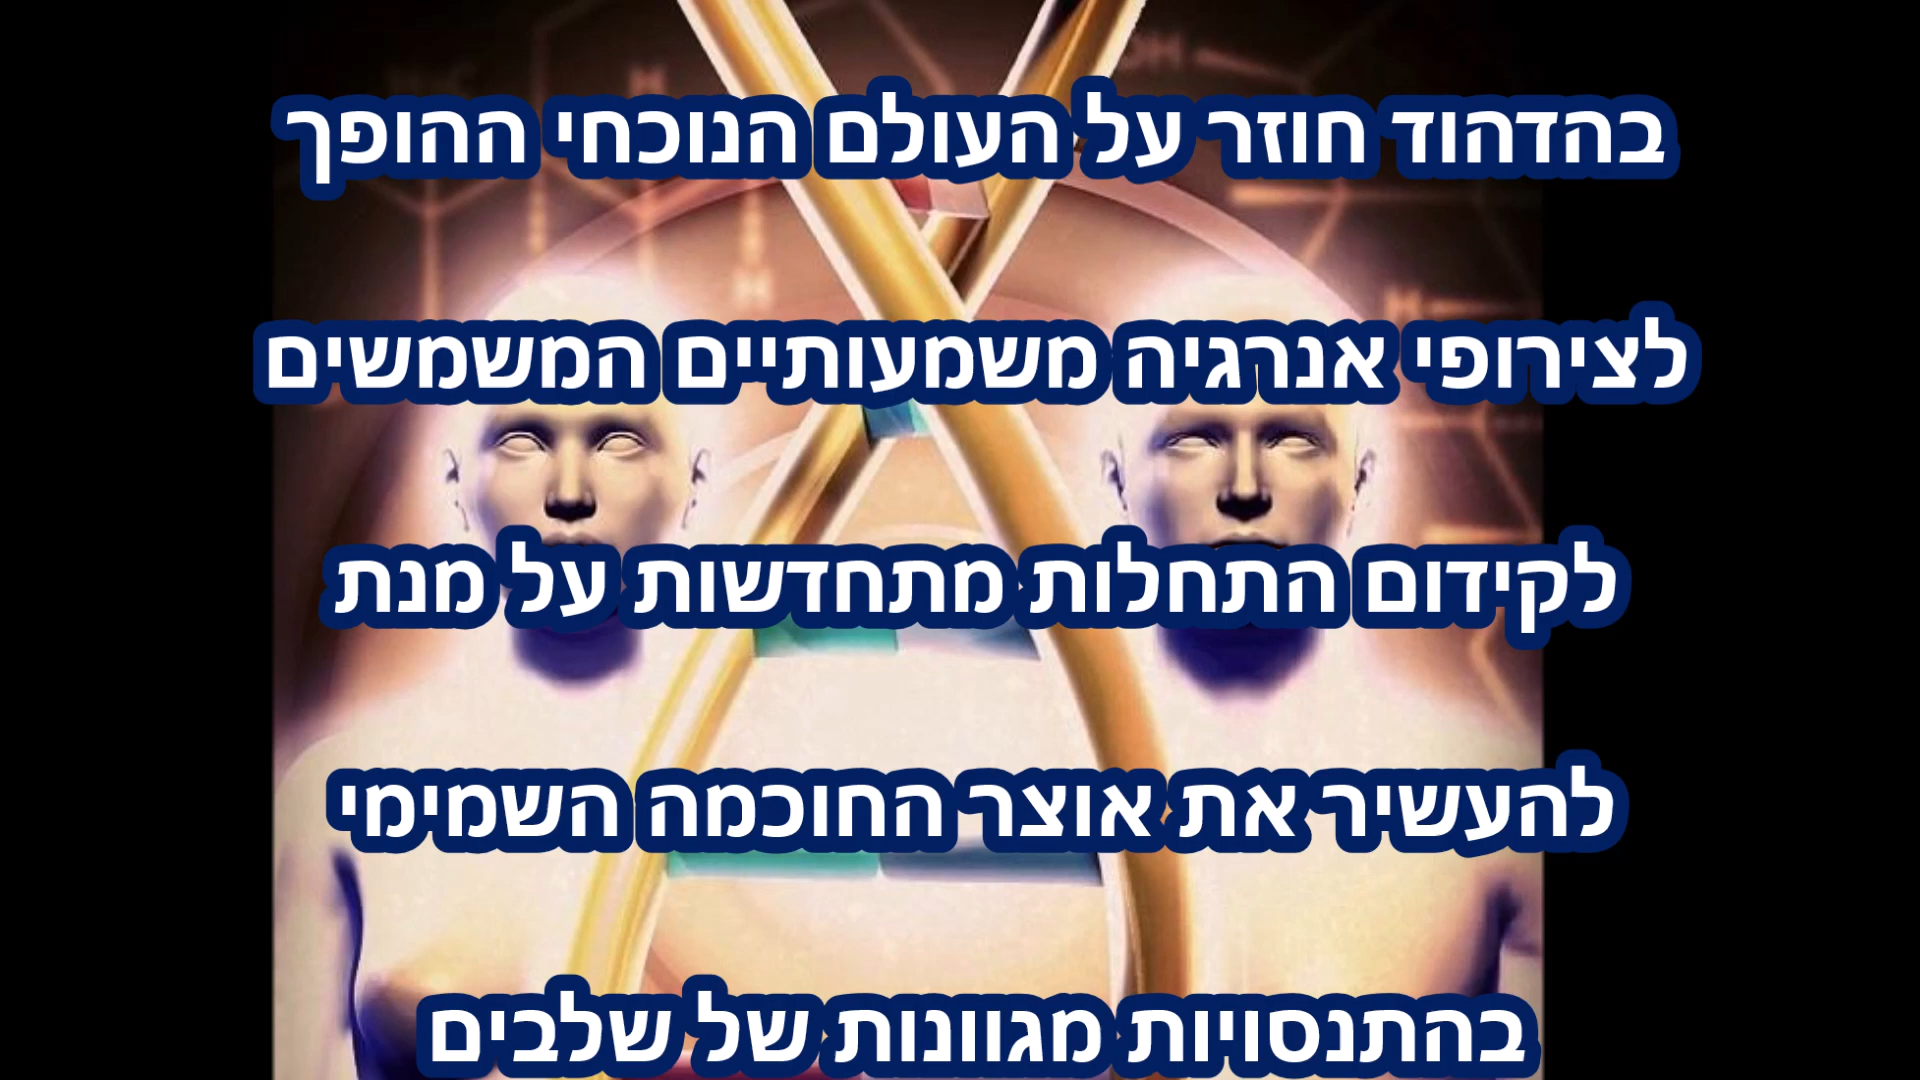 בהדהוד חוזר על העולם הנוכחי ההופך
לצירופי אנרגיה משמעותיים המשמשים
לקידום התחלות מתחדשות על מנת
להעשיר את אוצר החוכמה השמימי
בהתנסויות מגוונות של שלבים
H
OH
H
H